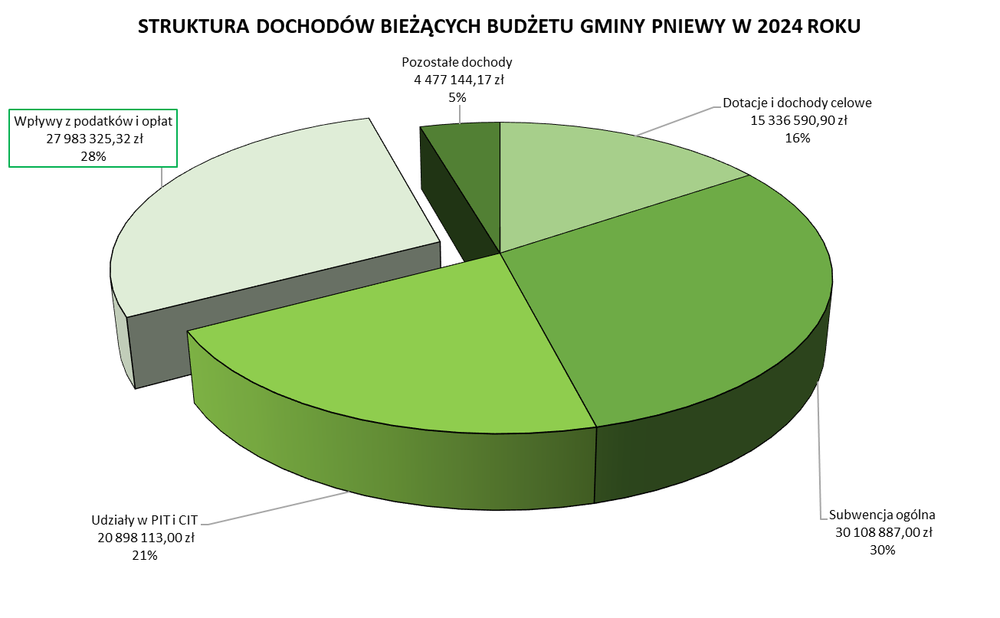 STRUKTURA DOCHODÓW BIEŻĄCYCH BUDŻETU GMINY PNIEWY W 2024 ROKU
Pozostałe dochody
4 477 144,17 zł
5%
Dotacje i dochody celowe
15 336 590,90 zł
16%
Wpływy z podatków i opłat
27 983 325,32 zł
28%
Udziały w PIT i CIT
20 898 113,00 zł
21%
Subwencja ogólna
30 108 887,00 zł
30%